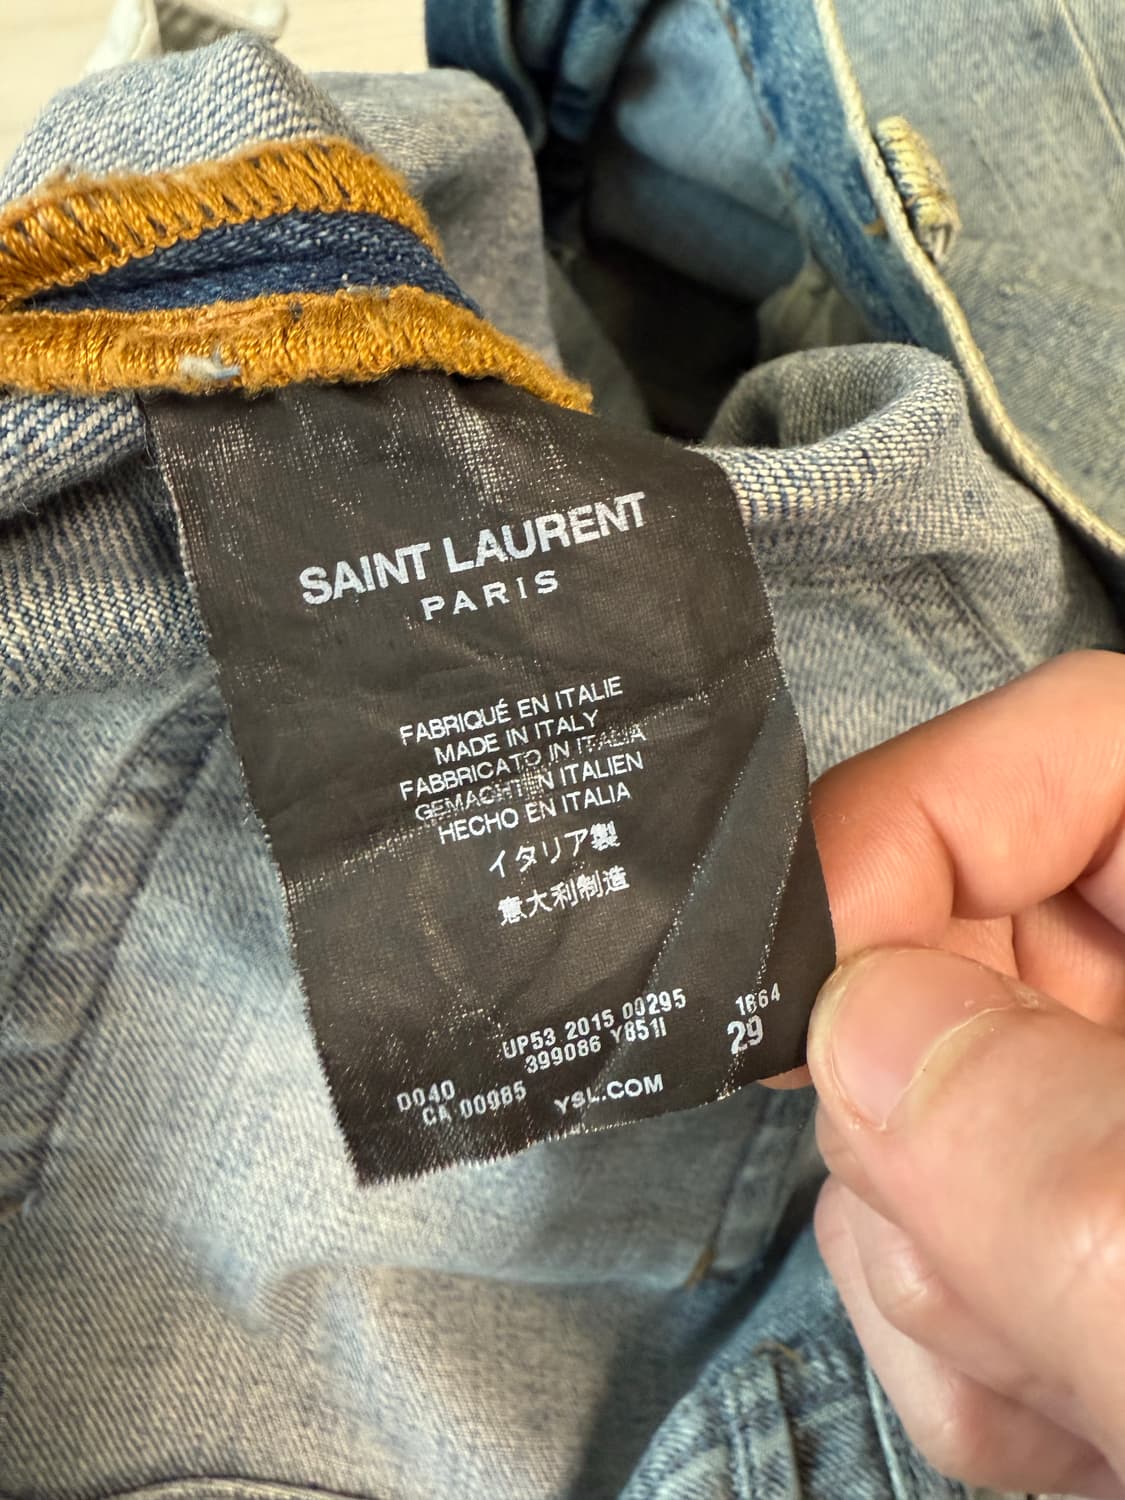 SAINT LAURENT
PARIS
FABRIQUÉ EN ITALIE
MADE IN ITALY
FABBRICATO IN ITALIA
GEMACHT IN ITALIEN
HECHO EN ITALIA
イタリア製
意大利制造
UP53 2015 00295 1864
399086 Y851I 29
0040
CA 00985 YSL.COM